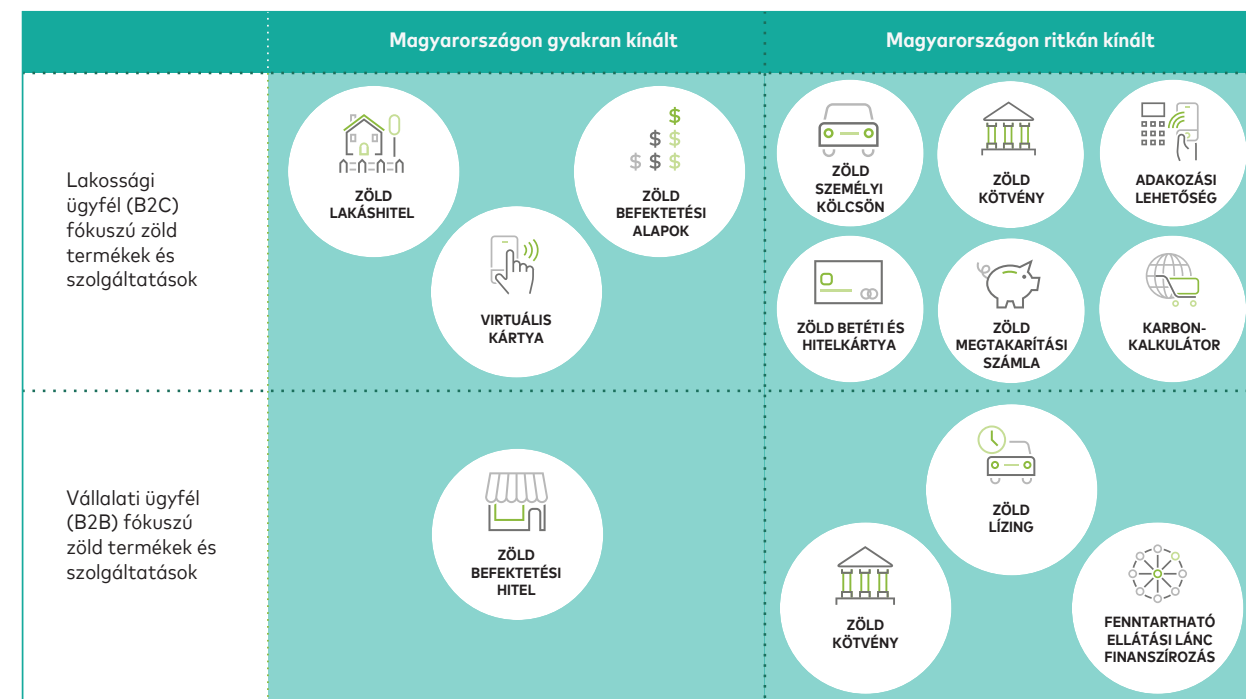 Magyarországon gyakran kínált
Magyarországon ritkán kínált
Lakossági
ügyfél (B2C)
fókuszú zöld
termékek és
szolgáltatások
ZÖLD
LAKÁSHITEL
VIRTUÁLIS
KÁRTYA
ZÖLD
BEFEKTETÉSI
ALAPOK
ZÖLD
SZEMÉLYI
KÖLCSÖN
ZÖLD
KÖTVÉNY
ADAKOZÁSI
LEHETŐSÉG
ZÖLD BETÉTI ÉS
HITELKÁRTYA
ZÖLD
MEGTAKARÍTÁSI
SZÁMLA
KARBON-
KALKULÁTOR
Vállalati ügyfél
(B2B) fókuszú
zöld termékek és
szolgáltatások
ZÖLD
BEFEKTETÉSI
HITEL
ZÖLD
LÍZING
ZÖLD
KÖTVÉNY
FENNTARTHATÓ
ELLÁTÁSI LÁNC
FINANSZÍROZÁS